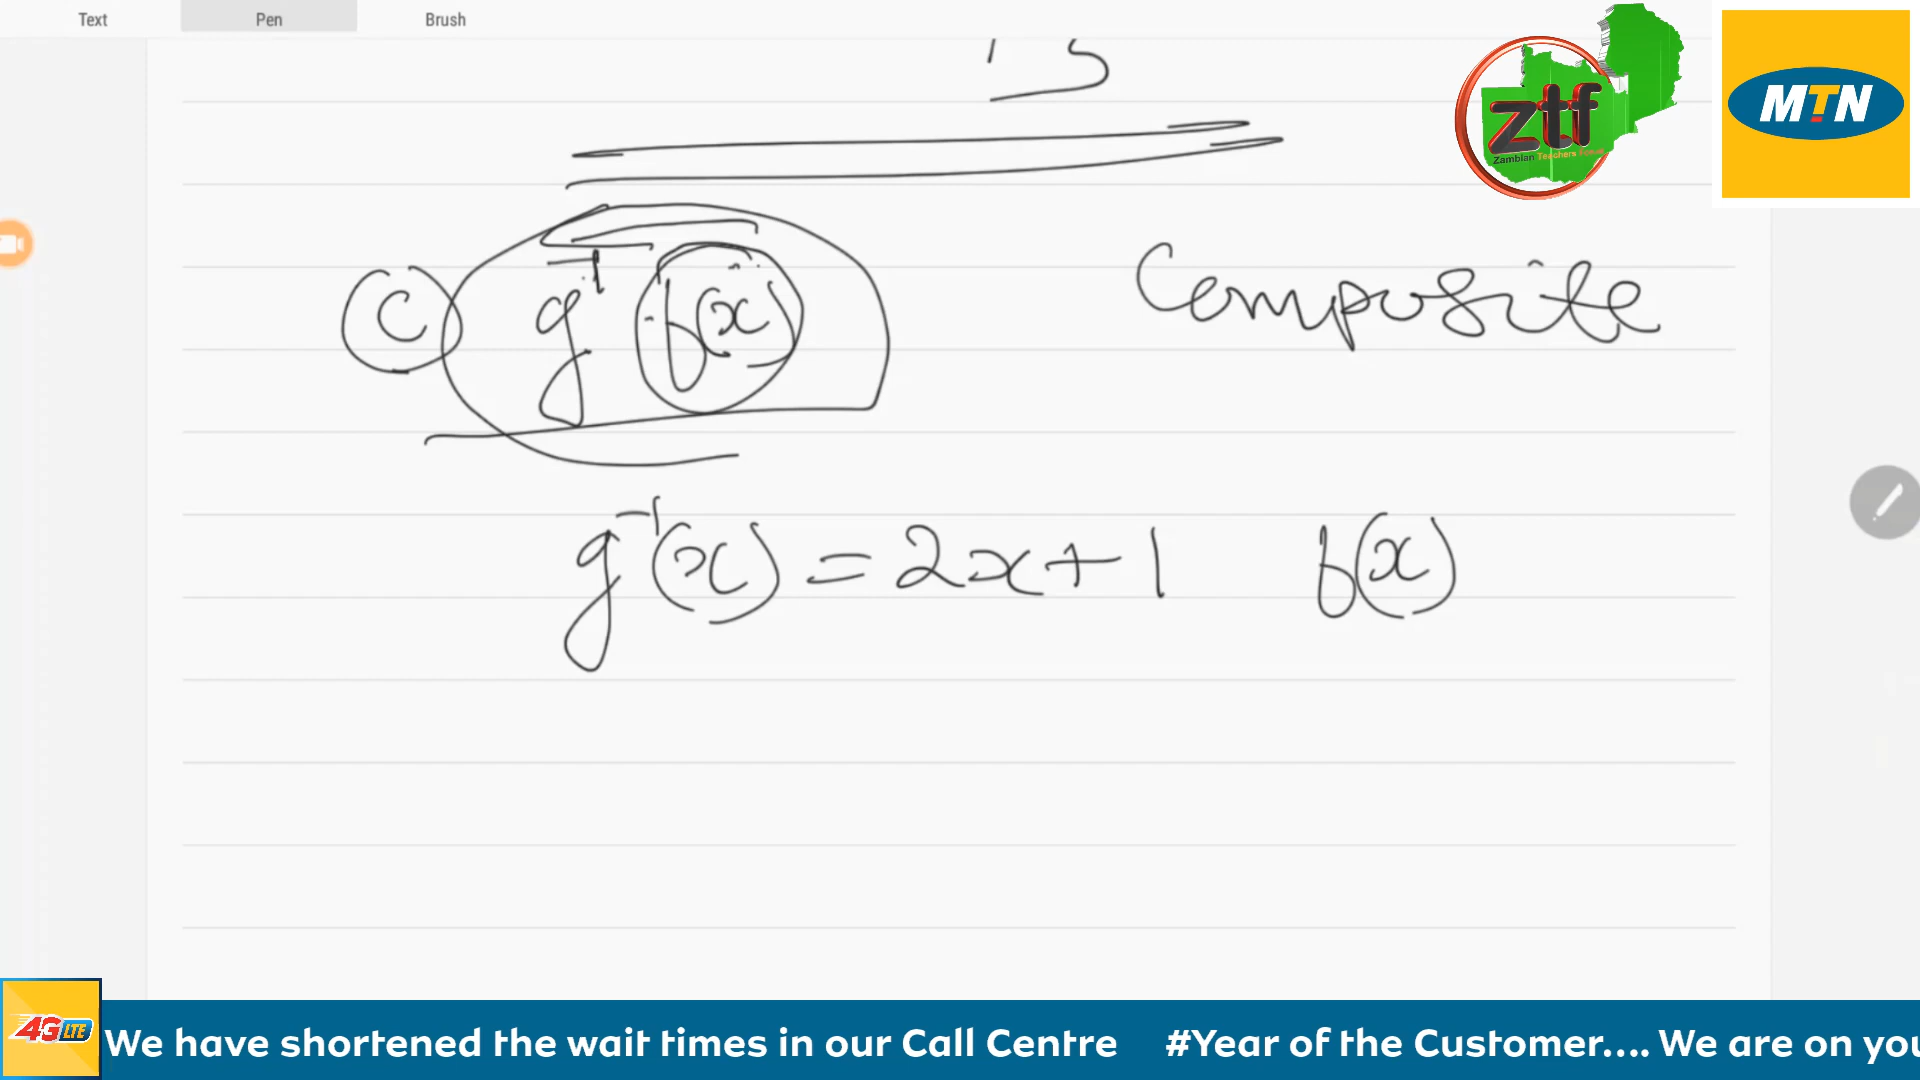 Text Pen Brush
ztf
Zambian Teachers Forum
MTN
C g⁻¹f(x) Composite
g⁻¹(x) = 2x + 1 f(x)
4G LTE
We have shortened the wait times in our Call Centre #Year of the Customer.... We are on you